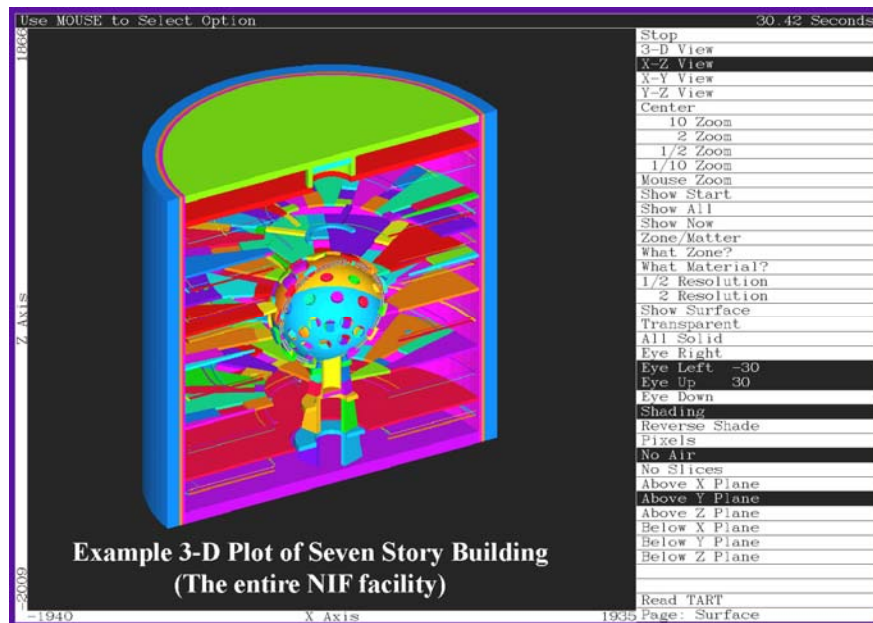 Use MOUSE to Select Option
30.42 Seconds
1866
Z Axis
-2009
-1940
X Axis
1935
Example 3-D Plot of Seven Story Building
(The entire NIF facility)
Stop
3-D View
X-Z View
X-Y View
Y-Z View
Center
10 Zoom
2 Zoom
1/2 Zoom
1/10 Zoom
Mouse Zoom
Show Start
Show All
Show Now
Zone/Matter
What Zone?
What Material?
1/2 Resolution
2 Resolution
Show Surface
Transparent
All Solid
Eye Right
Eye Left -30
Eye Up 30
Eye Down
Shading
Reverse Shade
Pixels
No Air
No Slices
Above X Plane
Above Y Plane
Above Z Plane
Below X Plane
Below Y Plane
Below Z Plane
Read TART
Page: Surface